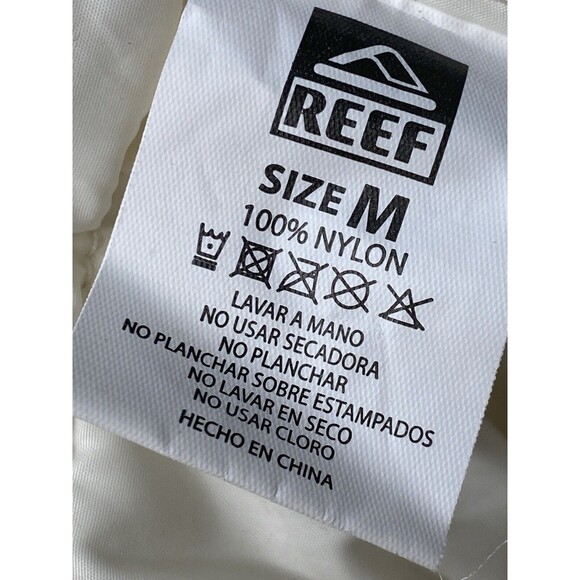 REEF
SIZE M
100% NYLON
LAVAR A MANO
NO USAR SECADORA
NO PLANCHAR
NO PLANCHAR SOBRE ESTAMPADOS
NO LAVAR EN SECO
NO USAR CLORO
HECHO EN CHINA